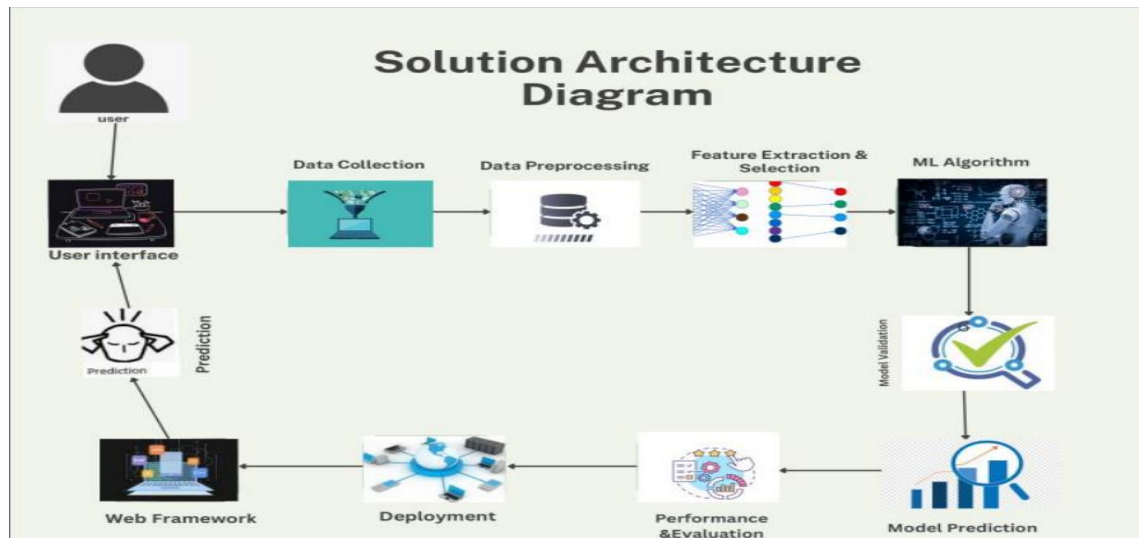 Solution Architecture
Diagram
user
Data Collection
Data Preprocessing
Feature Extraction &
Selection
ML Algorithm
User interface
Prediction
Prediction
Model Validation
Web Framework
Deployment
Performance
&Evaluation
Model Prediction